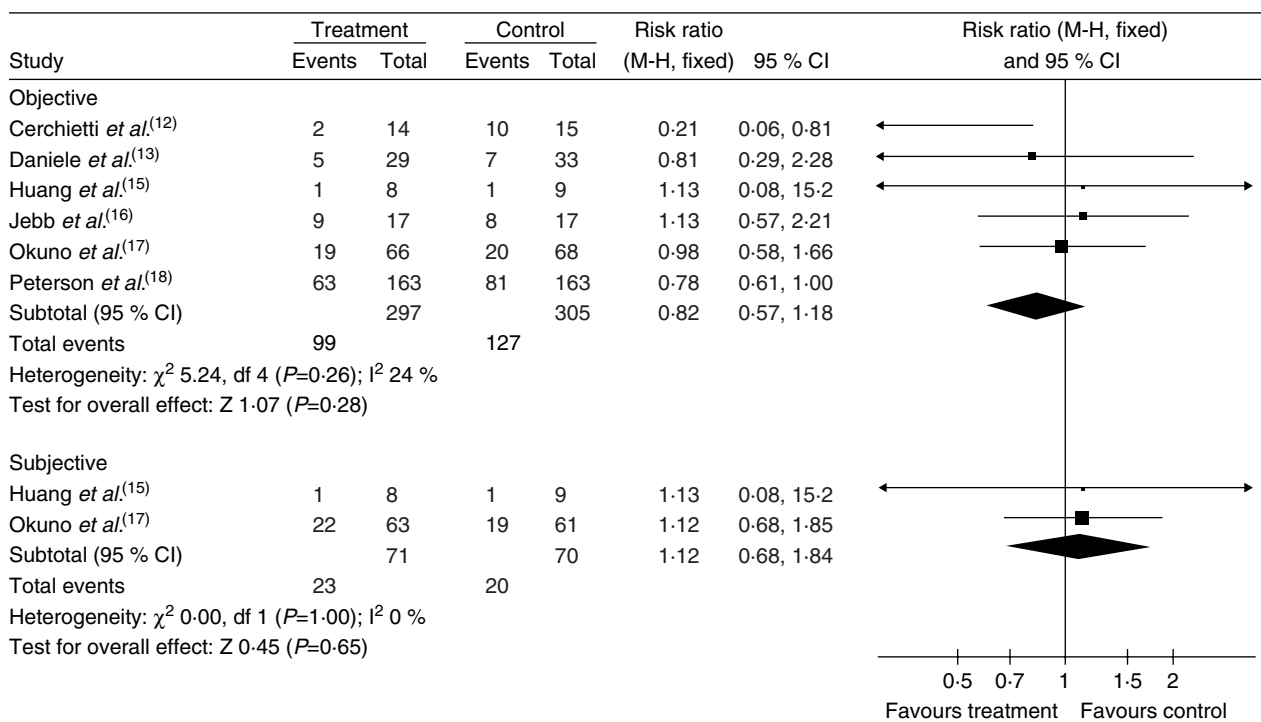 Treatment Control Risk ratio Risk ratio (M-H, fixed)
Study Events Total Events Total (M-H, fixed) 95 % CI and 95 % CI
Objective
Cerchietti et al.(12) 2 14 10 15 0·21 0·06, 0·81
Daniele et al.(13) 5 29 7 33 0·81 0·29, 2·28
Huang et al.(15) 1 8 1 9 1·13 0·08, 15·2
Jebb et al.(16) 9 17 8 17 1·13 0·57, 2·21
Okuno et al.(17) 19 66 20 68 0·98 0·58, 1·66
Peterson et al.(18) 63 163 81 163 0·78 0·61, 1·00
Subtotal (95 % CI) 297 305 0·82 0·57, 1·18
Total events 99 127
Heterogeneity: χ² 5.24, df 4 (P=0·26); I² 24 %
Test for overall effect: Z 1·07 (P=0·28)
Subjective
Huang et al.(15) 1 8 1 9 1·13 0·08, 15·2
Okuno et al.(17) 22 63 19 61 1·12 0·68, 1·85
Subtotal (95 % CI) 71 70 1·12 0·68, 1·84
Total events 23 20
Heterogeneity: χ² 0·00, df 1 (P=1·00); I² 0 %
Test for overall effect: Z 0·45 (P=0·65)
0·5 0·7 1 1·5 2
Favours treatment Favours control